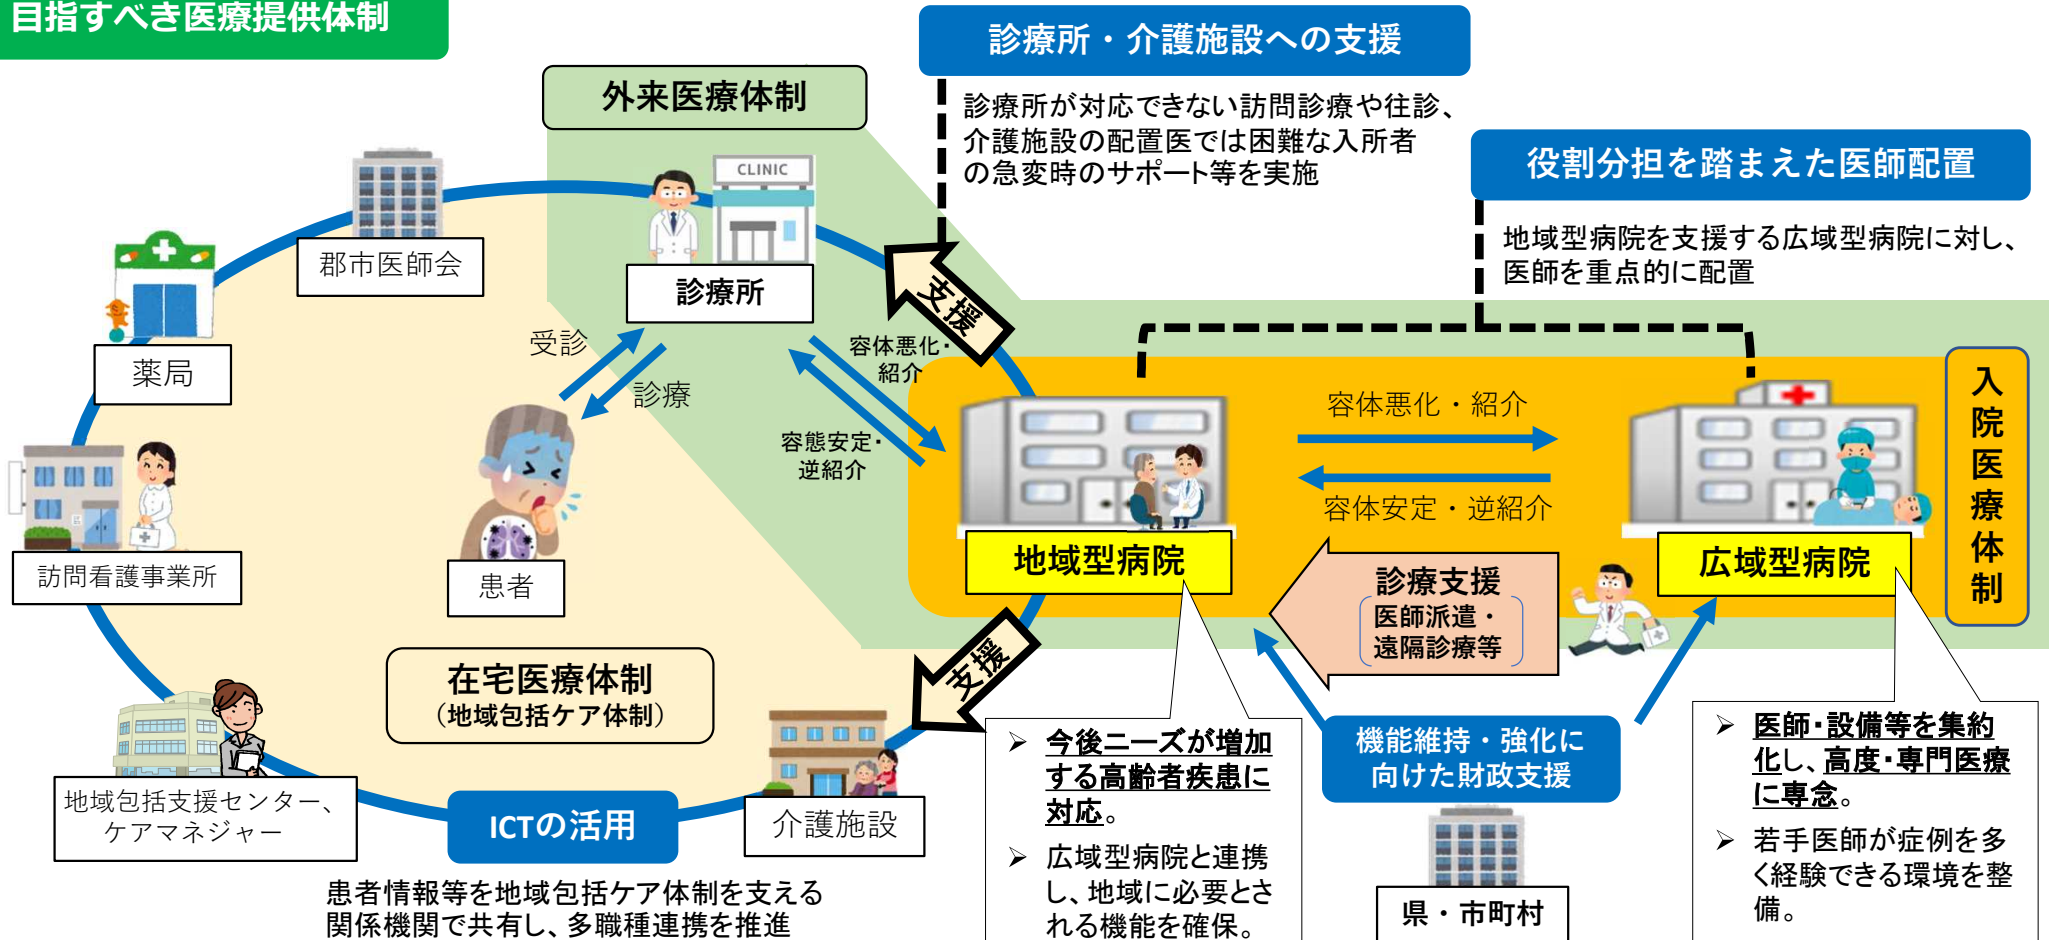 目指すべき医療提供体制
診療所・介護施設への支援
診療所が対応できない訪問診療や往診、
介護施設の配置医では困難な入所者
の急変時のサポート等を実施
役割分担を踏まえた医師配置
地域型病院を支援する広域型病院に対し、
医師を重点的に配置
外来医療体制
CLINIC
診療所
郡市医師会
薬局
訪問看護事業所
地域包括支援センター、
ケアマネジャー
介護施設
受診
診療
患者
在宅医療体制
（地域包括ケア体制）
支援
容体悪化・
紹介
容態安定・
逆紹介
支援
地域型病院
容体悪化・紹介
容体安定・逆紹介
広域型病院
入院医療体制
診療支援
医師派遣・
遠隔診療等
ICTの活用
患者情報等を地域包括ケア体制を支える
関係機関で共有し、多職種連携を推進
➢ 今後ニーズが増加
する高齢者疾患に
対応。
➢ 広域型病院と連携
し、地域に必要とさ
れる機能を確保。
機能維持・強化に
向けた財政支援
県・市町村
➢ 医師・設備等を集約
化し、高度・専門医療
に専念。
➢ 若手医師が症例を多
く経験できる環境を整
備。